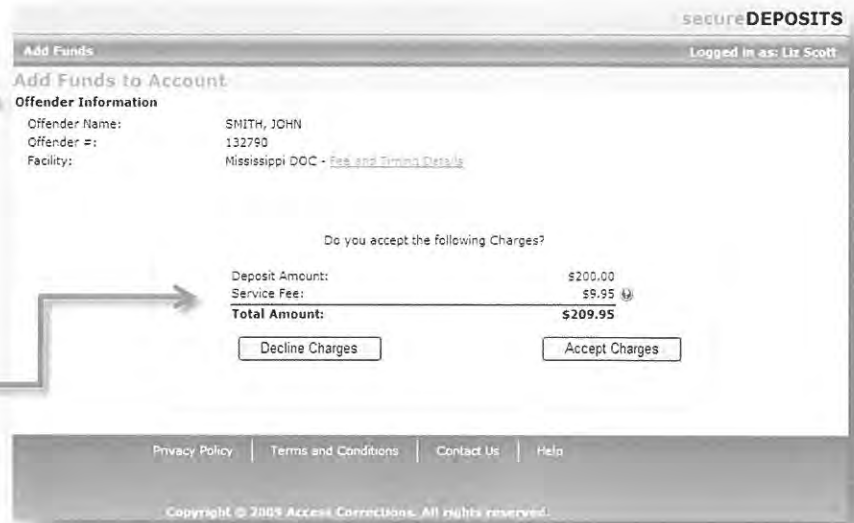 secureDEPOSITS
Add Funds Logged in as: Liz Scott
Add Funds to Account
Offender Information
Offender Name: SMITH, JOHN
Offender #: 132790
Facility: Mississippi DOC - Fee and Timing Details
Do you accept the following Charges?
Deposit Amount: $200.00
Service Fee: $9.95
Total Amount: $209.95
Decline Charges Accept Charges
Privacy Policy | Terms and Conditions | Contact Us | Help
Copyright © 2009 Access Corrections. All rights reserved.